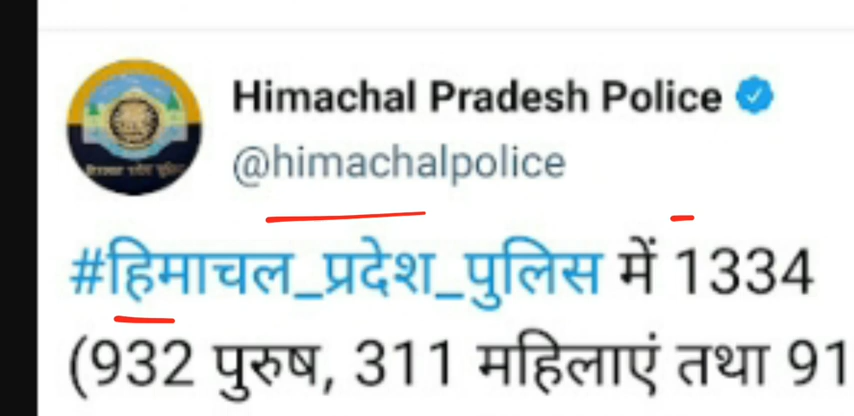 Himachal Pradesh Police
@himachalpolice
#हिमाचल_प्रदेश_पुलिस में 1334
(932 पुरुष, 311 महिलाएं तथा 91